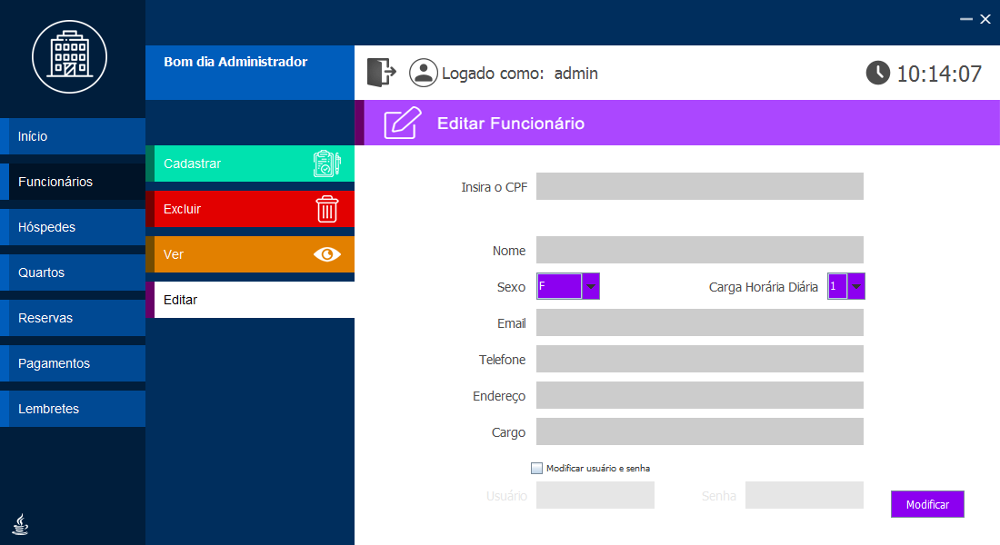 Bom dia Administrador
Logado como: admin
10:14:07
Editar Funcionário
Início
Funcionários
Hóspedes
Quartos
Reservas
Pagamentos
Lembretes
Cadastrar
Excluir
Ver
Editar
Insira o CPF
Nome
Sexo F
Carga Horária Diária 1
Email
Telefone
Endereço
Cargo
Modificar usuário e senha
Usuário
Senha
Modificar